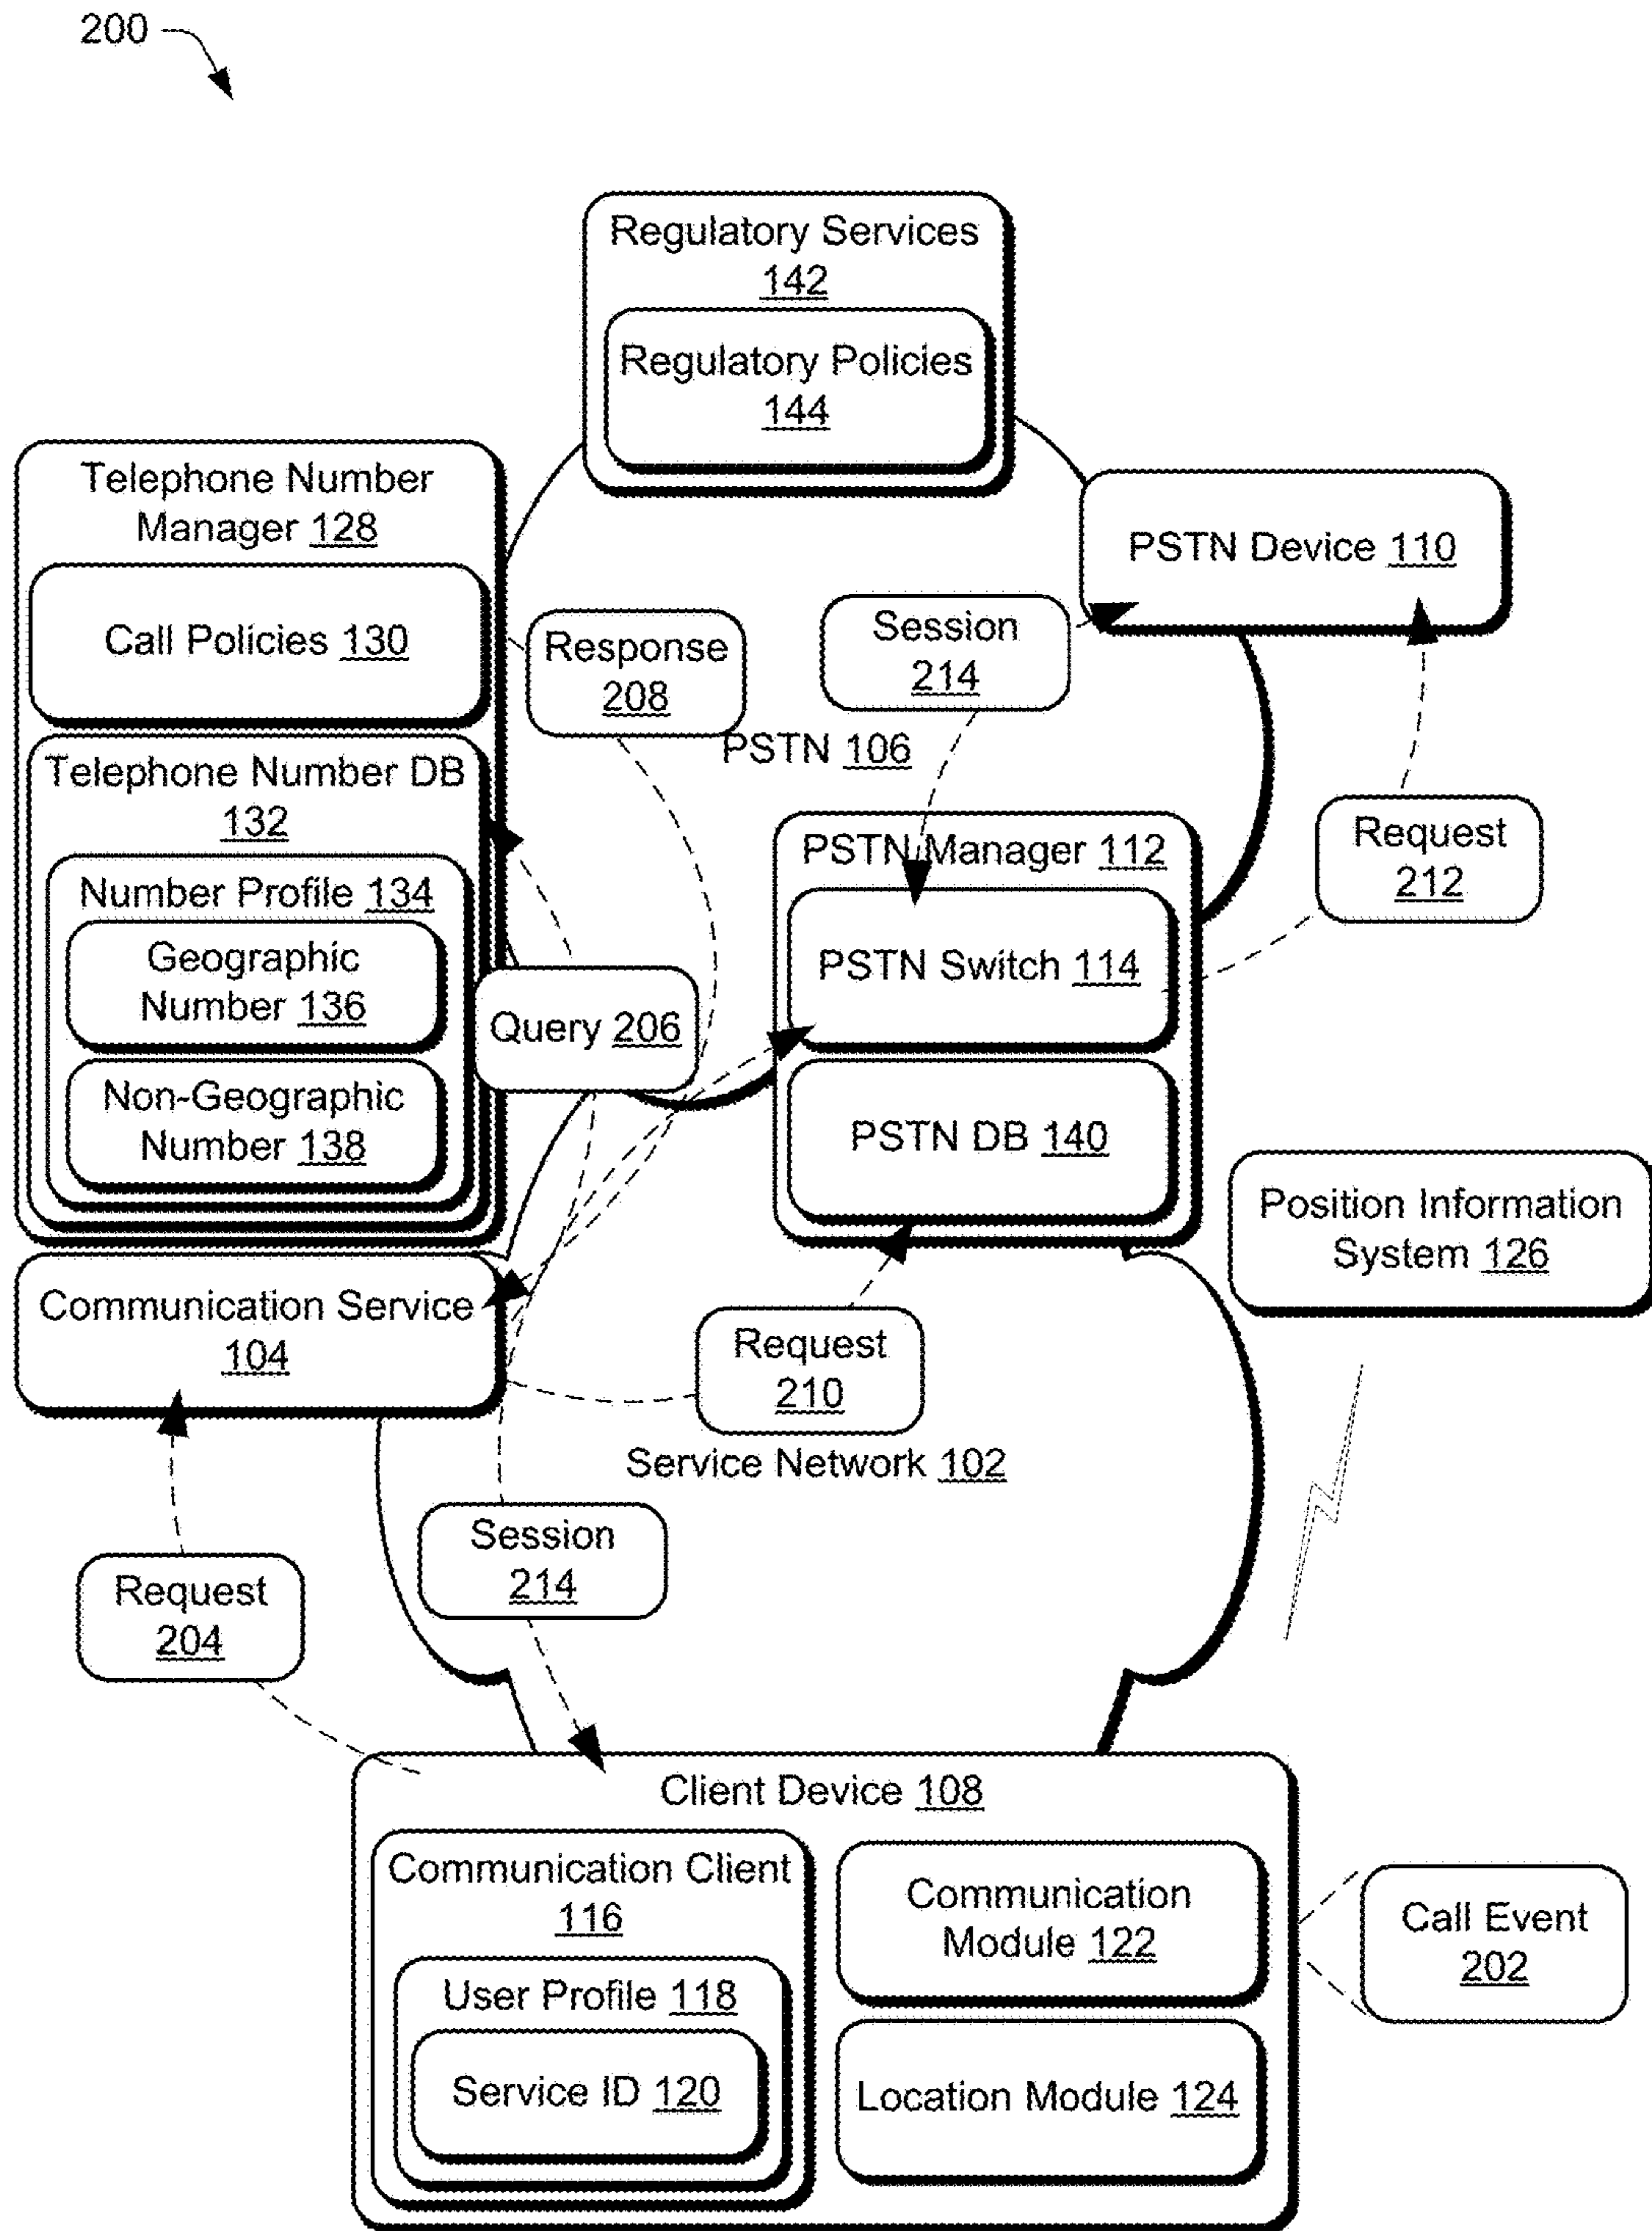 200
Regulatory Services
142
Regulatory Policies
144
Telephone Number
Manager 128
Call Policies 130
Telephone Number DB
132
Number Profile 134
Geographic
Number 136
Non-Geographic
Number 138
PSTN Device 110
Response
208
Session
214
PSTN 106
Request
212
PSTN Manager 112
PSTN Switch 114
PSTN DB 140
Query 206
Position Information
System 126
Communication Service
104
Request
210
Service Network 102
Session
214
Request
204
Client Device 108
Communication Client
116
User Profile 118
Service ID 120
Communication
Module 122
Location Module 124
Call Event
202